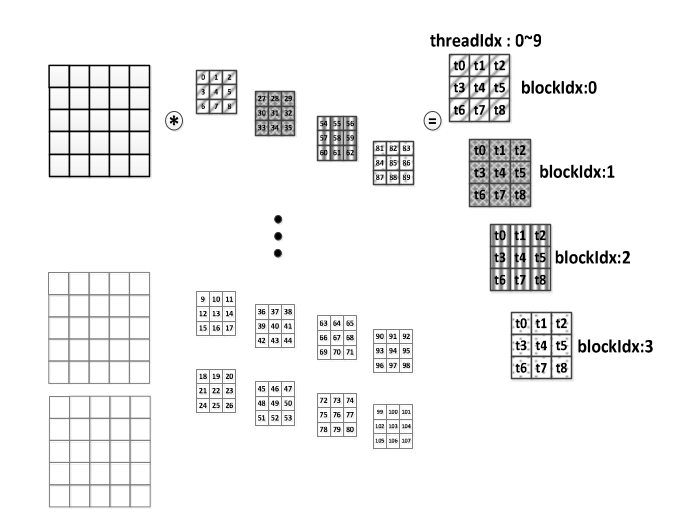 threadIdx : 0~9
0 1 2
3 4 5
6 7 8
27 28 29
30 31 32
33 34 35
54 55 56
57 58 59
60 61 62
81 82 83
84 85 86
87 88 89
*
=
t0 t1 t2
t3 t4 t5
t6 t7 t8
blockIdx:0
t0 t1 t2
t3 t4 t5
t6 t7 t8
blockIdx:1
t0 t1 t2
t3 t4 t5
t6 t7 t8
blockIdx:2
t0 t1 t2
t3 t4 t5
t6 t7 t8
blockIdx:3
9 10 11
12 13 14
15 16 17
36 37 38
39 40 41
42 43 44
63 64 65
66 67 68
69 70 71
90 91 92
93 94 95
96 97 98
18 19 20
21 22 23
24 25 26
45 46 47
48 49 50
51 52 53
72 73 74
75 76 77
78 79 80
99 100 101
102 103 104
105 106 107